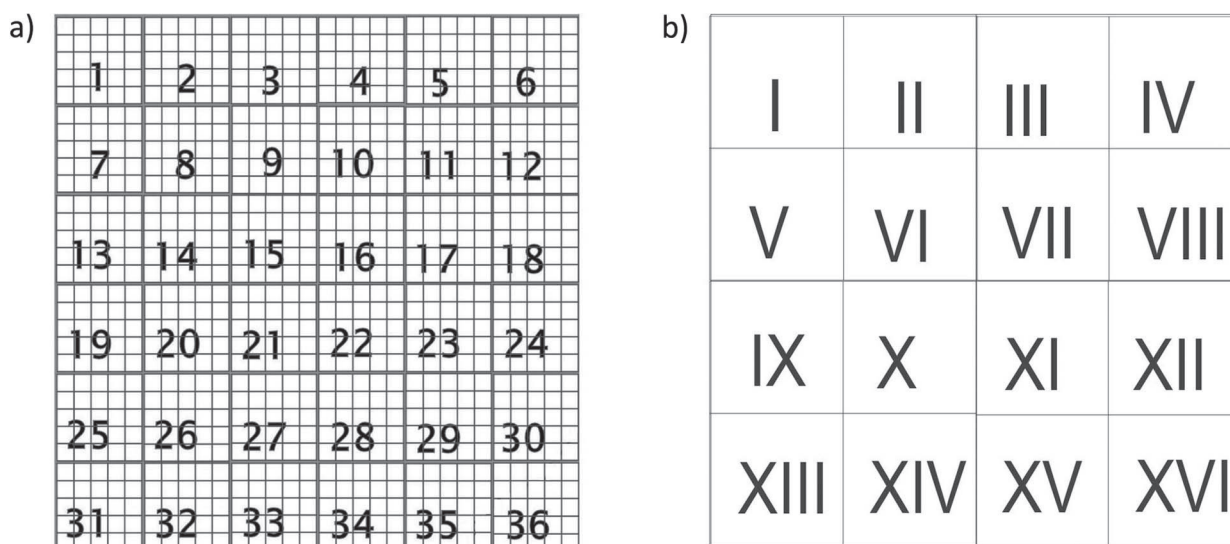 a)
1 2 3 4 5 6
7 8 9 10 11 12
13 14 15 16 17 18
19 20 21 22 23 24
25 26 27 28 29 30
31 32 33 34 35 36
b)
I II III IV
V VI VII VIII
IX X XI XII
XIII XIV XV XVI